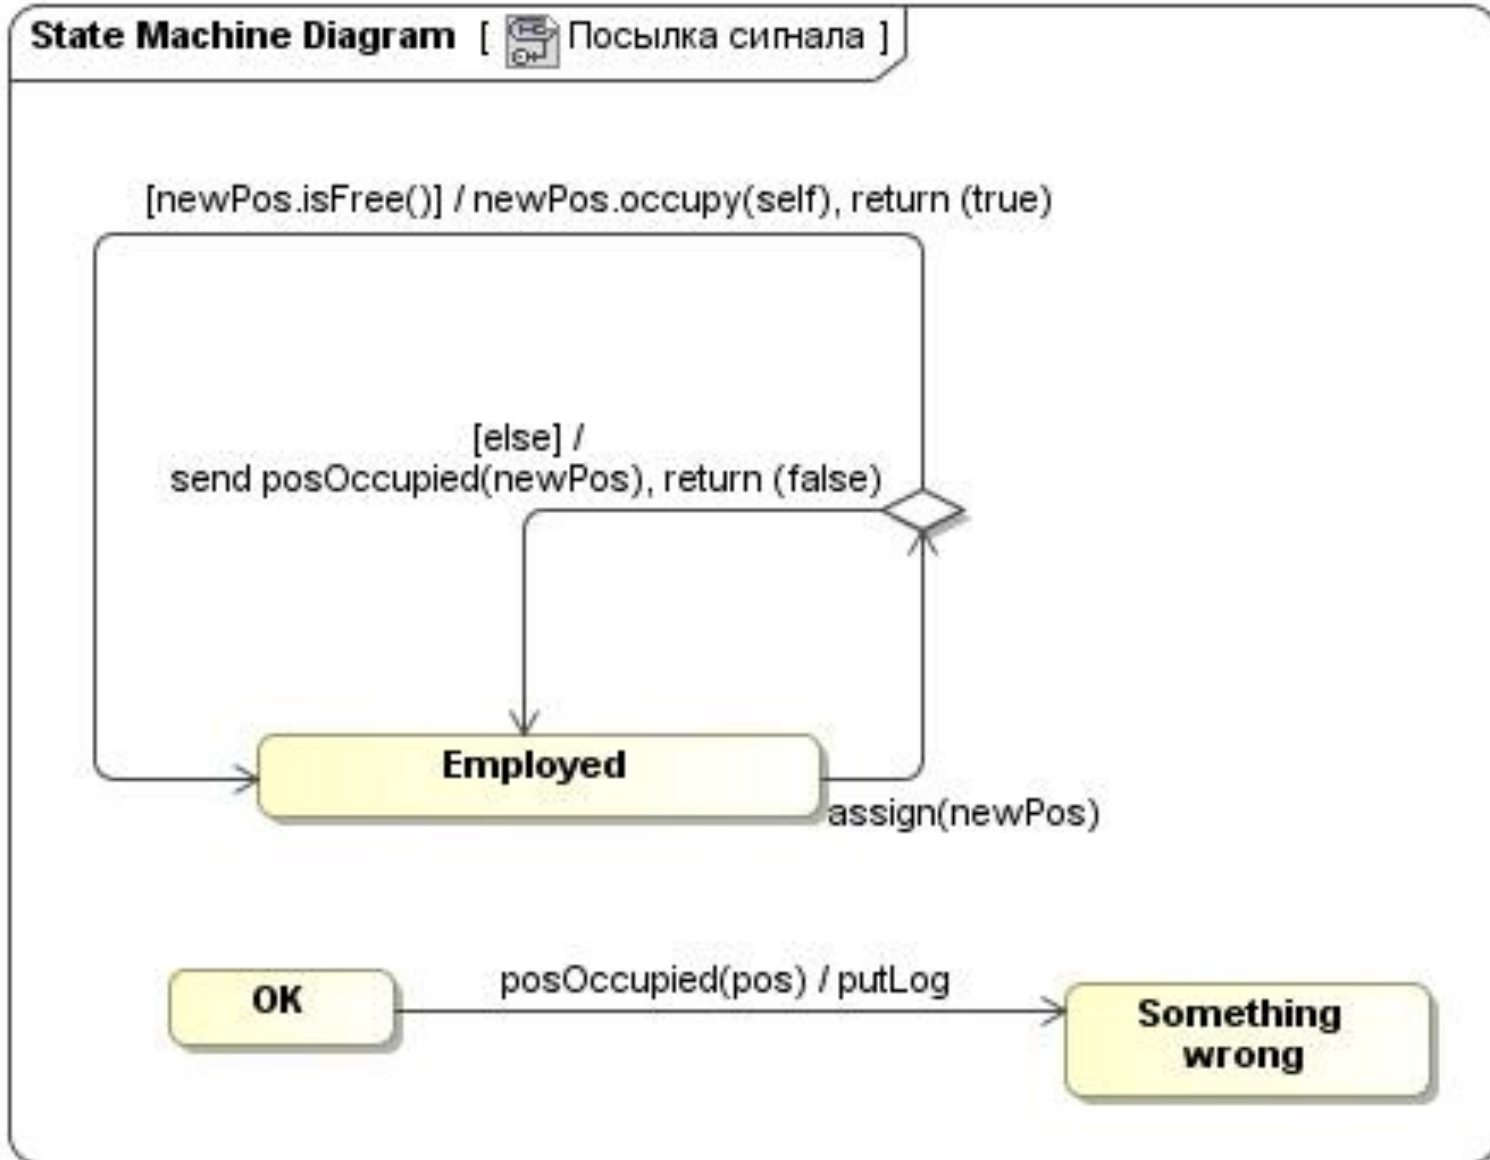 State Machine Diagram [ Посылка сигнала ]
[newPos.isFree()] / newPos.occupy(self), return (true)
[else] /
send posOccupied(newPos), return (false)
Employed
assign(newPos)
posOccupied(pos) / putLog
OK
Something
wrong